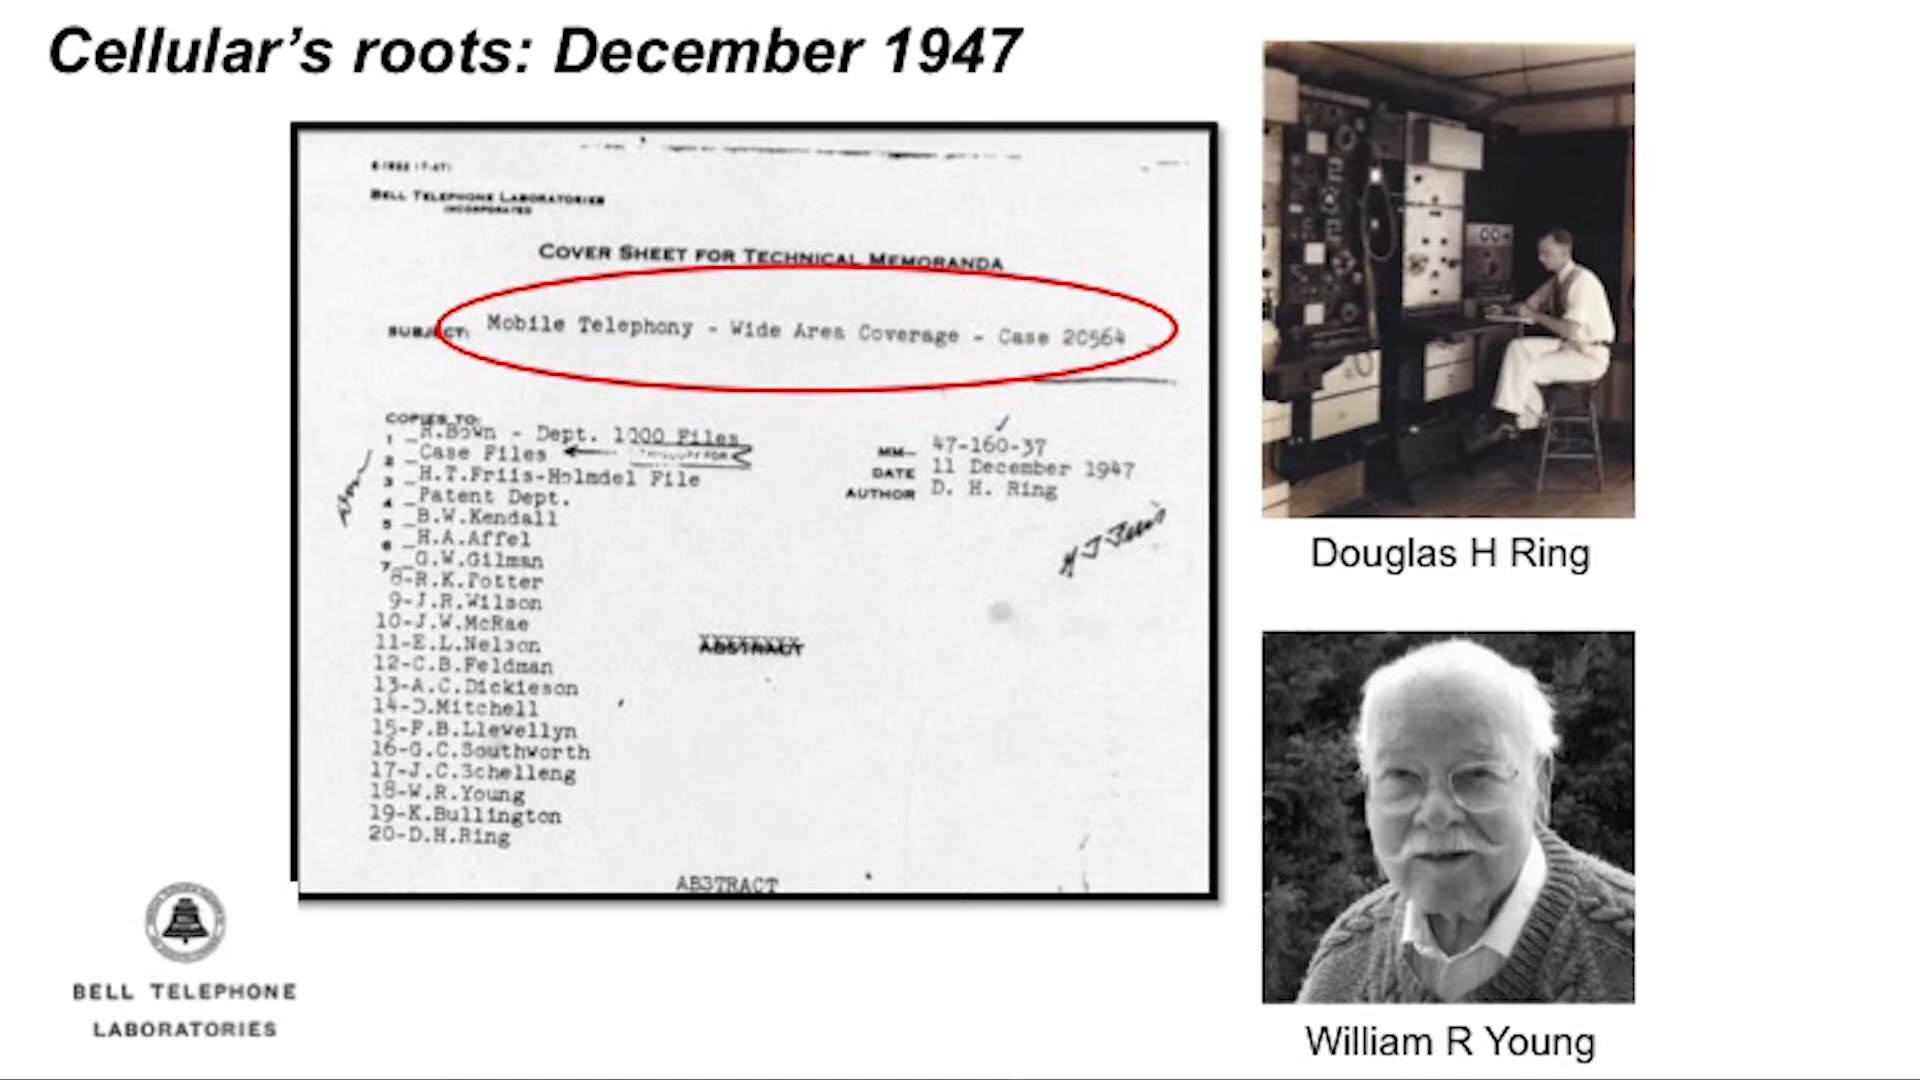 Cellular's roots: December 1947
BELL TELEPHONE LABORATORIES
INCORPORATED
COVER SHEET FOR TECHNICAL MEMORANDA
SUBJECT: Mobile Telephony - Wide Area Coverage - Case 20564
COPIES TO:
1 _R.Bown - Dept. 1000 Files
2 _Case Files
3 _H.T.Friis-Holmdel File
4 _Patent Dept.
5 _B.W.Kendall
6 _H.A.Affel
7 _G.W.Gilman
8-R.K.Potter
9-J.R.Wilson
10-J.W.McRae
11-E.L.Nelson
12-C.B.Feldman
13-A.C.Dickieson
14-D.Mitchell
15-F.B.Llewellyn
16-G.C.Southworth
17-J.C.Schelleng
18-W.R.Young
19-K.Bullington
20-D.H.Ring
MM- 47-160-37
DATE 11 December 1947
AUTHOR D. H. Ring
ABSTRACT
ABSTRACT
Douglas H Ring
William R Young
BELL TELEPHONE
LABORATORIES